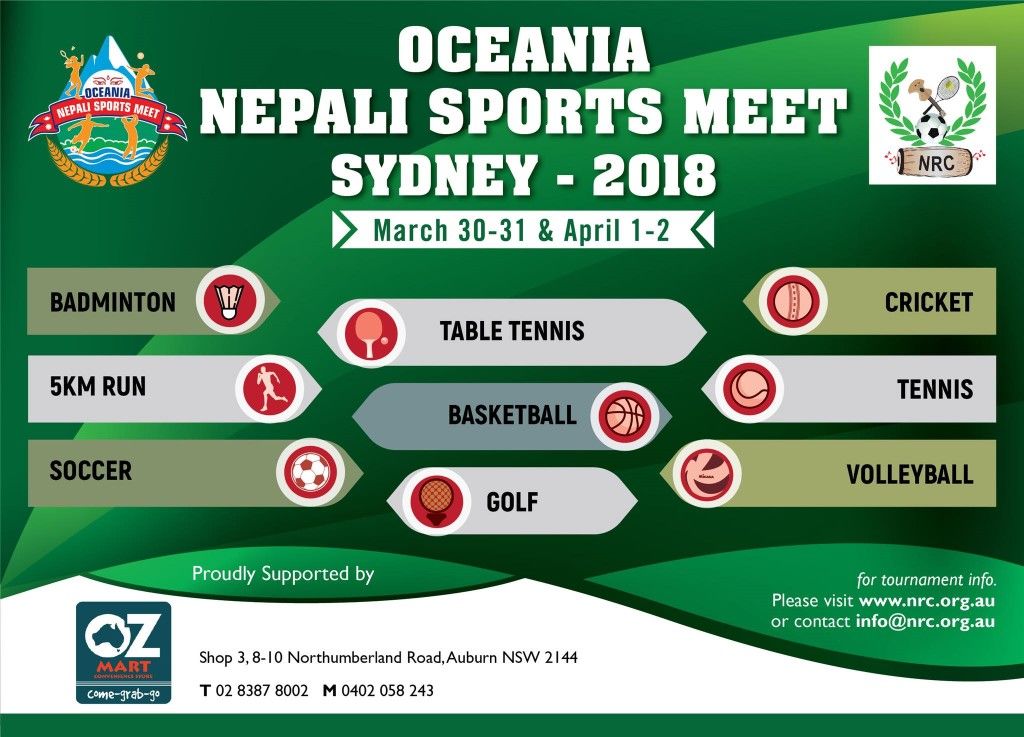 OCEANIA
NEPALI SPORTS MEET
SYDNEY - 2018
March 30-31 & April 1-2
OCEANIA
NEPALI SPORTS MEET
NRC
BADMINTON
TABLE TENNIS
CRICKET
5KM RUN
BASKETBALL
TENNIS
SOCCER
GOLF
VOLLEYBALL
Mikasa
Proudly Supported by
for tournament info.
Please visit www.nrc.org.au
or contact info@nrc.org.au
OZ
MART
CONVENIENCE STORE
come-grab-go
Shop 3, 8-10 Northumberland Road, Auburn NSW 2144
T 02 8387 8002 M 0402 058 243